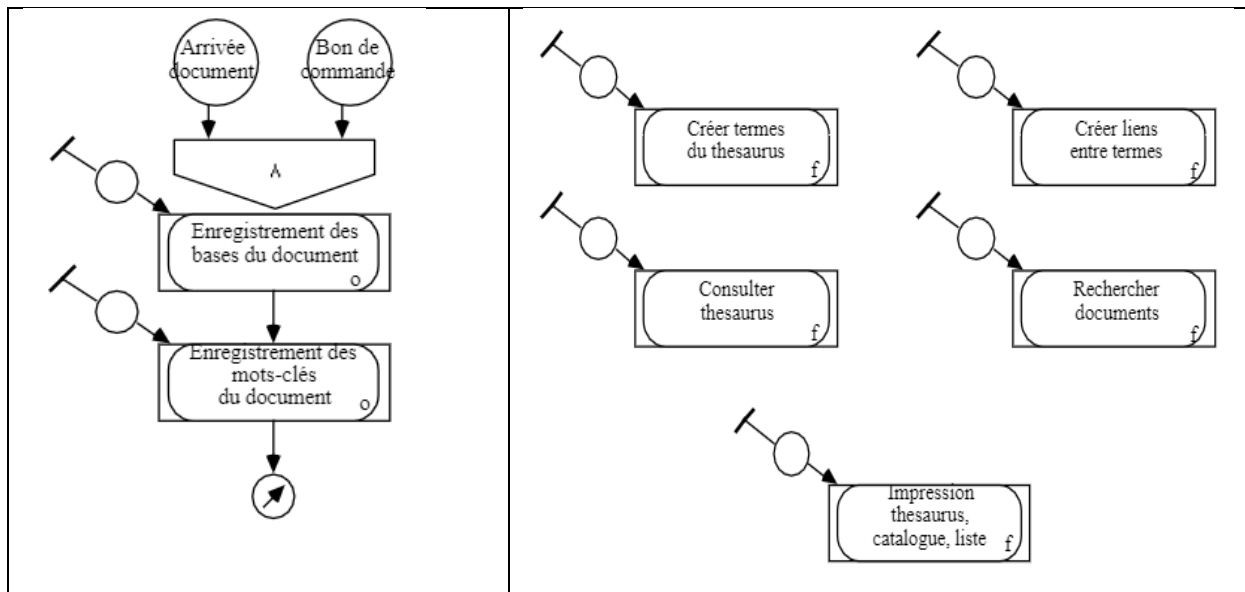 Arrivée
document
Bon de
commande
Enregistrement des
bases du document
o
Enregistrement des
mots-clés
du document
o
Créer termes
du thesaurus
f
Créer liens
entre termes
f
Consulter
thesaurus
f
Rechercher
documents
f
Impression
thesaurus,
catalogue, liste
f